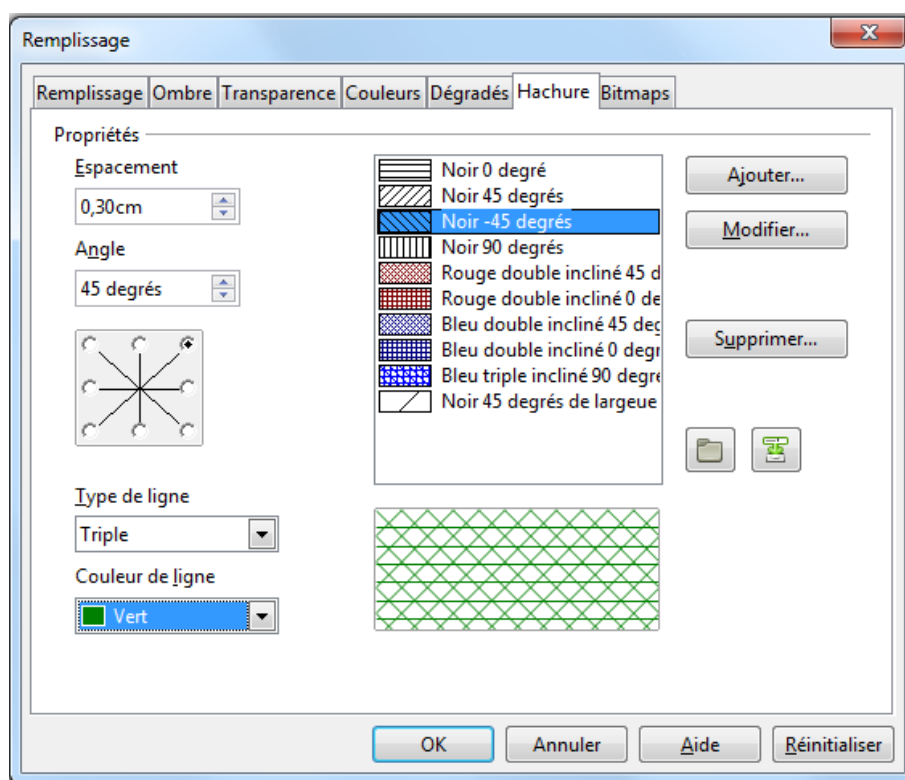 Remplissage
Remplissage Ombre Transparence Couleurs Dégradés Hachure Bitmaps
Propriétés
Espacement
0,30cm
Angle
45 degrés
Type de ligne
Triple
Couleur de ligne
Vert
Noir 0 degré
Noir 45 degrés
Noir -45 degrés
Noir 90 degrés
Rouge double incliné 45 d
Rouge double incliné 0 de
Bleu double incliné 45 deg
Bleu double incliné 0 degr
Bleu triple incliné 90 degré
Noir 45 degrés de largeue
Ajouter...
Modifier...
Supprimer...
OK Annuler Aide Réinitialiser